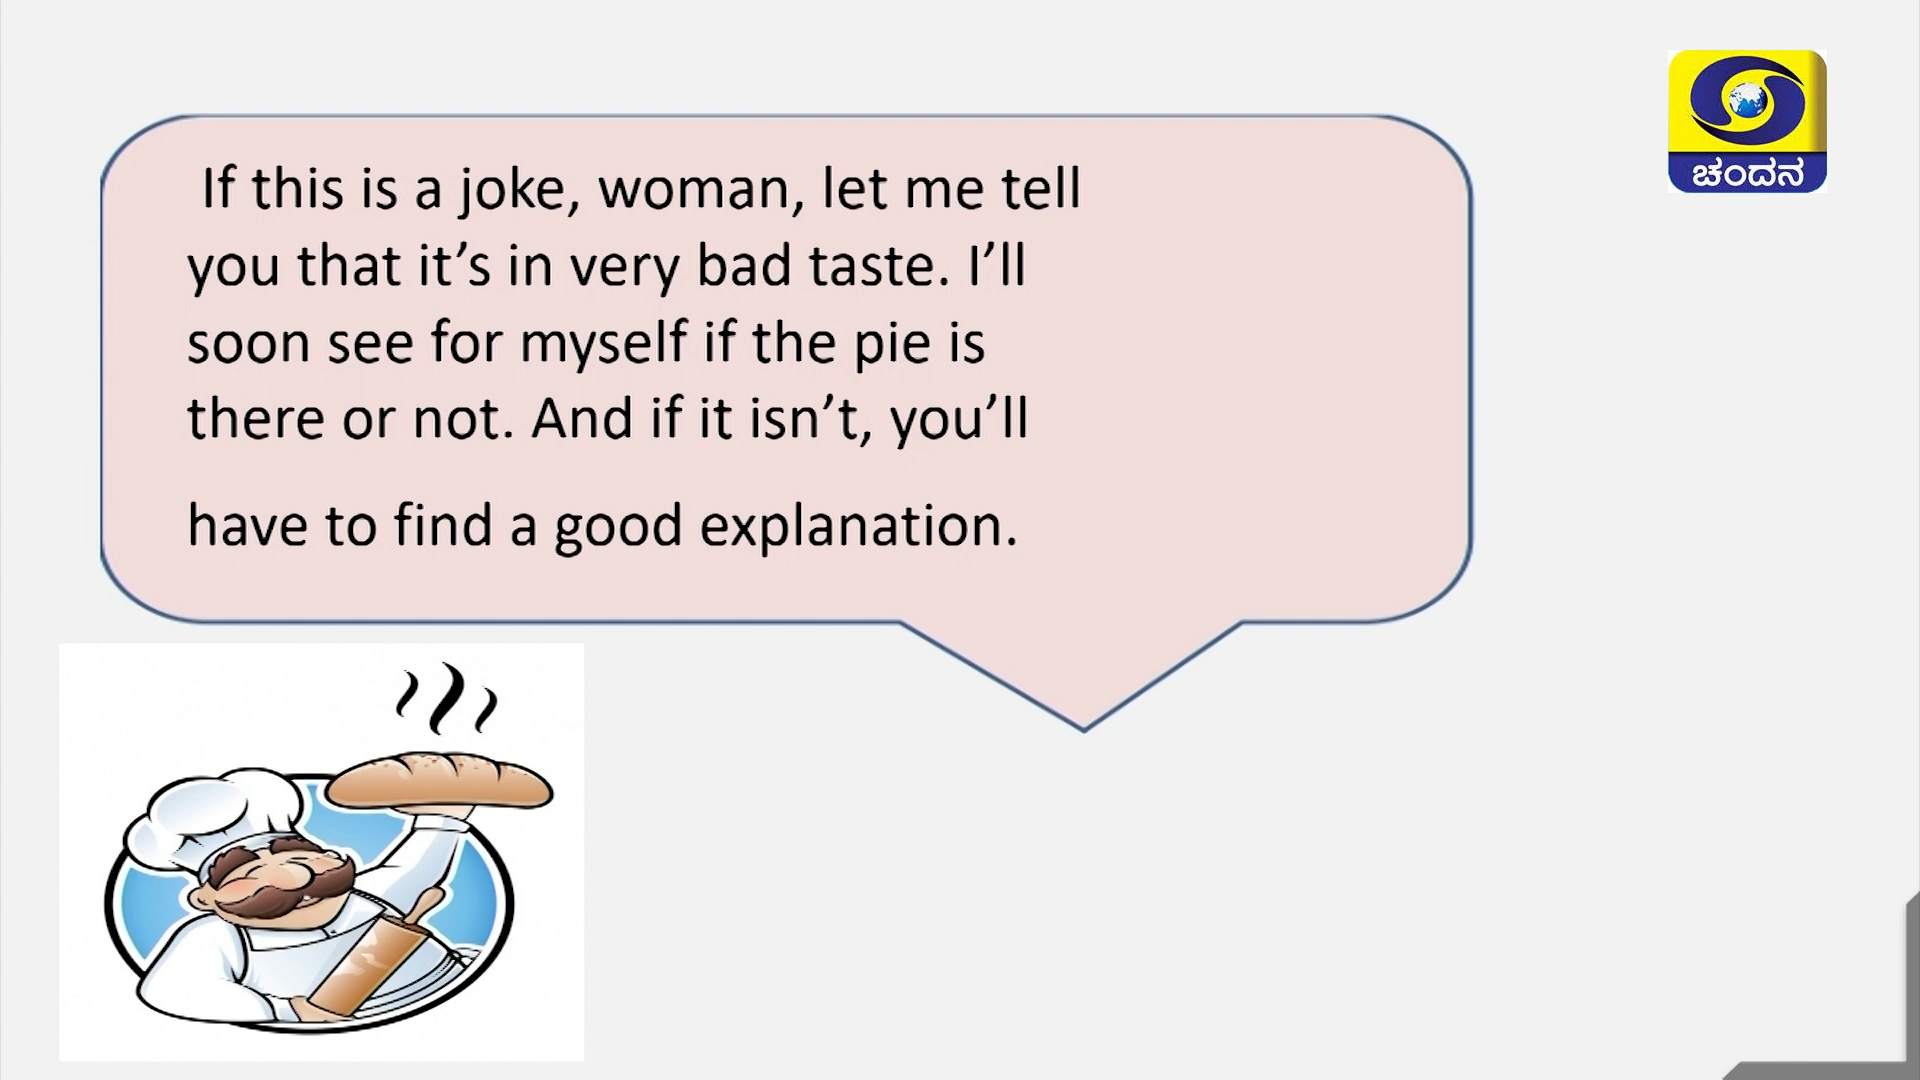 If this is a joke, woman, let me tell
you that it’s in very bad taste. I’ll
soon see for myself if the pie is
there or not. And if it isn’t, you’ll
have to find a good explanation.
ಚಂದನ